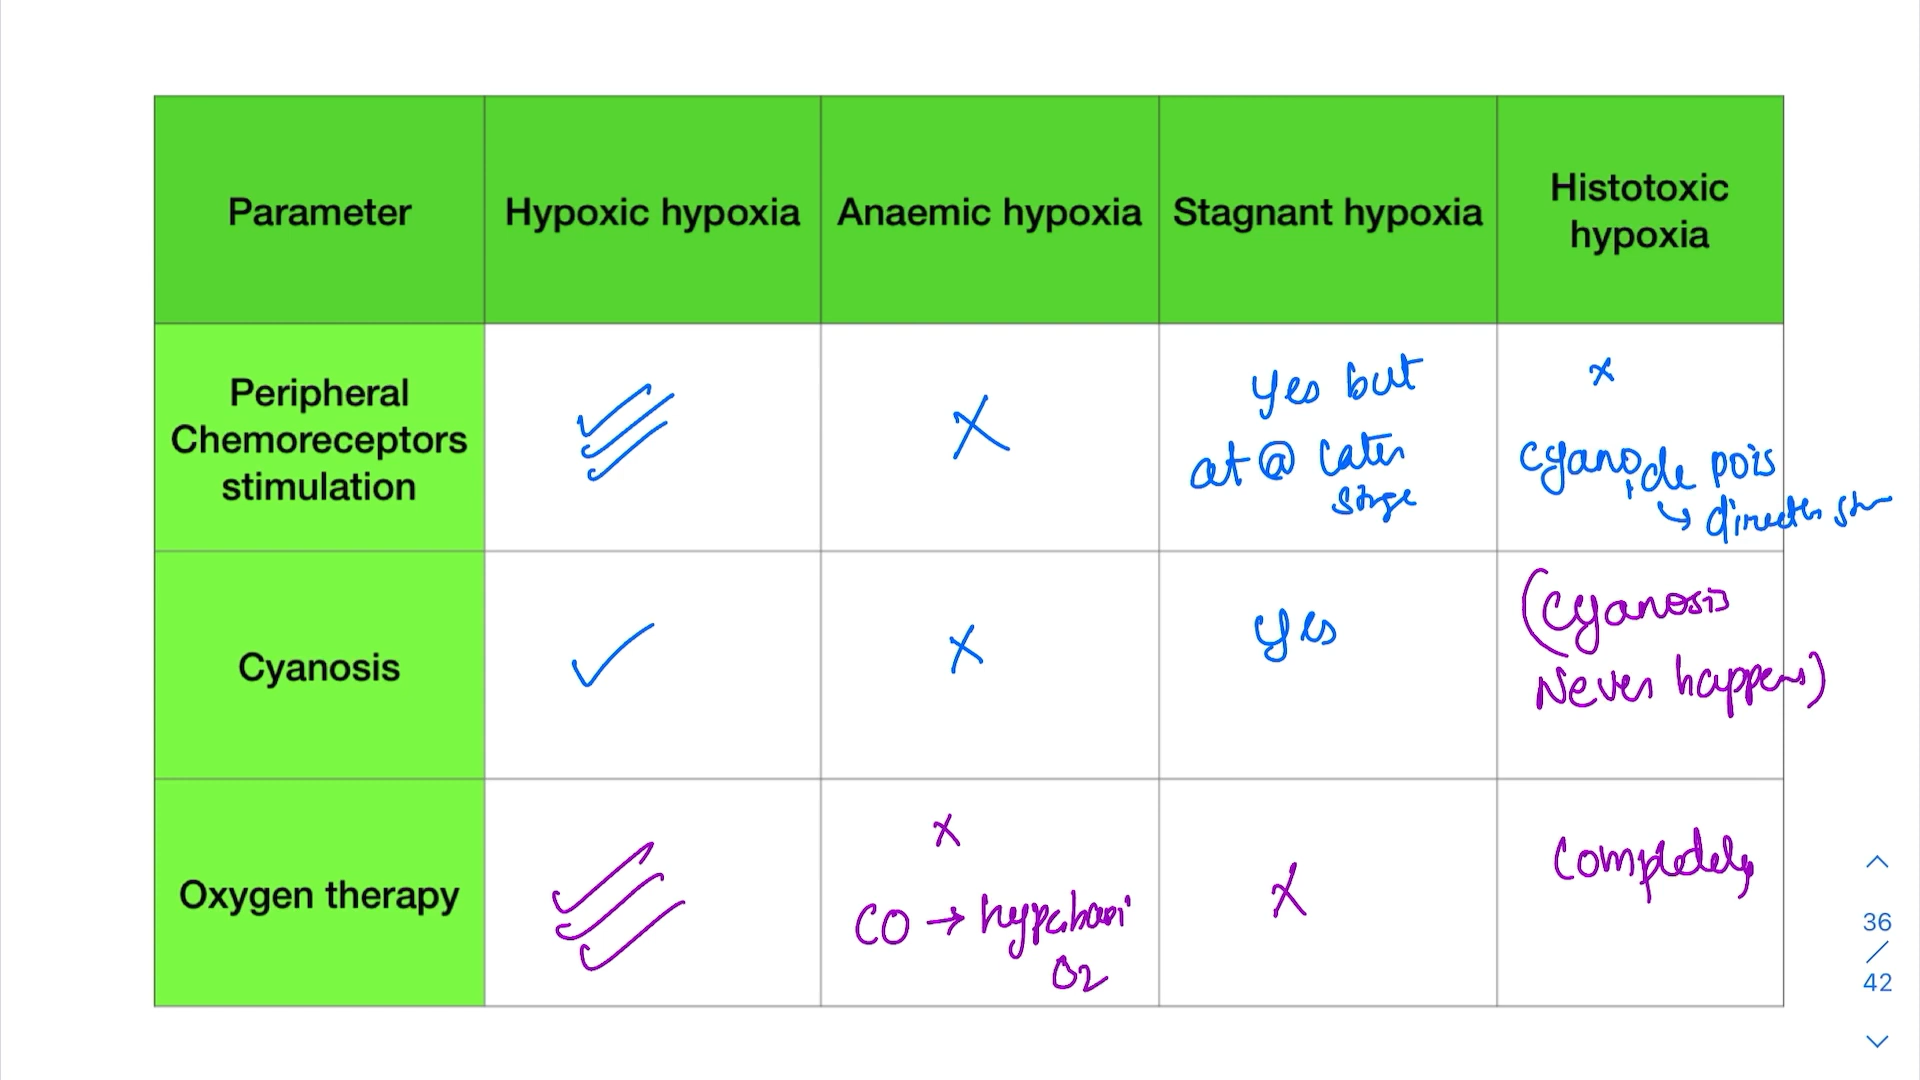 Parameter
Hypoxic hypoxia
Anaemic hypoxia
Stagnant hypoxia
Histotoxic
hypoxia
Peripheral
Chemoreceptors
stimulation
X
Yes but
at @ later
stage
x
cyanide pois
→ directly
Cyanosis
X
Yes
(Cyanosis
Never happens)
Oxygen therapy
X
CO →
O2
X
Completely
36
/
42